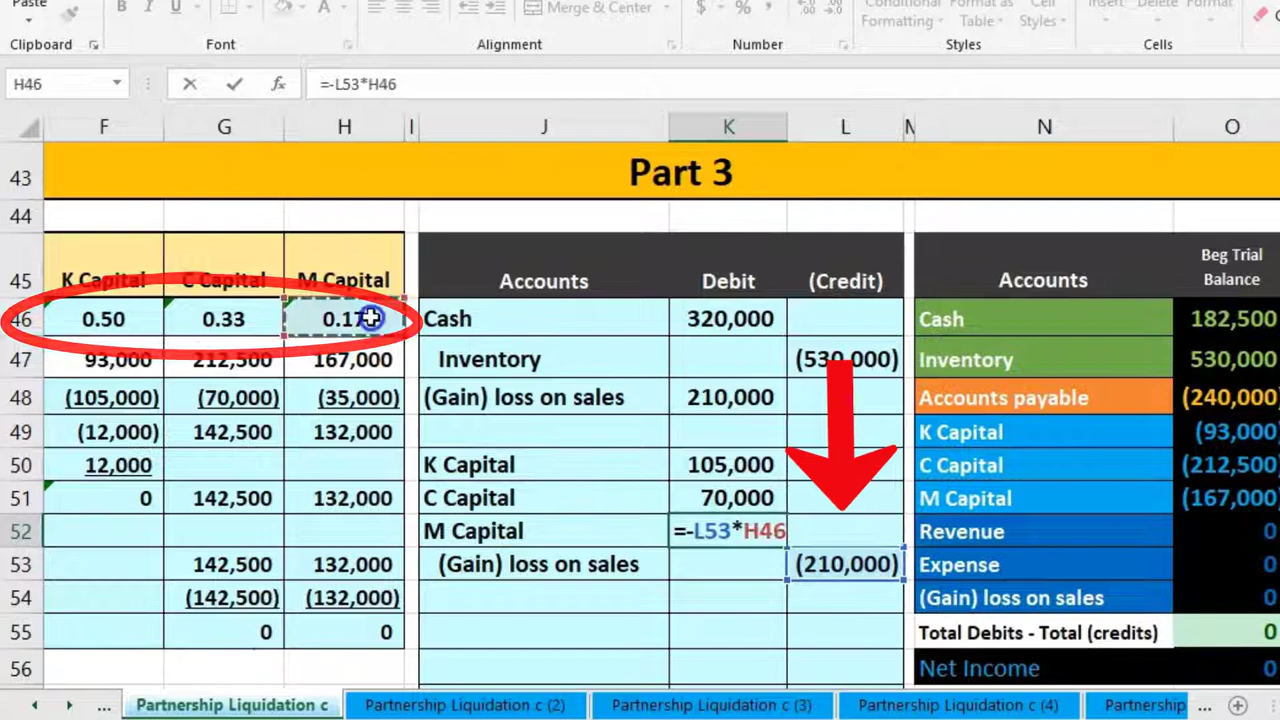 Paste B I U A Merge & Center $ % , Conditional Format as Cell Insert Delete Format
Formatting Table Styles
Clipboard Font Alignment Number Styles Cells
H46 fx =-L53*H46
F G H I J K L M N O
43 Part 3
44
Beg Trial
45 K Capital C Capital M Capital Accounts Debit (Credit) Accounts Balance
46 0.50 0.33 0.17 Cash 320,000 Cash 182,500
47 93,000 212,500 167,000 Inventory (530,000) Inventory 530,000
48 (105,000) (70,000) (35,000) (Gain) loss on sales 210,000 Accounts payable (240,000)
49 (12,000) 142,500 132,000 K Capital (93,000)
50 12,000 K Capital 105,000 C Capital (212,500)
51 0 142,500 132,000 C Capital 70,000 M Capital (167,000)
52 M Capital =-L53*H46 Revenue 0
53 142,500 132,000 (Gain) loss on sales (210,000) Expense 0
54 (142,500) (132,000) (Gain) loss on sales 0
55 0 0 Total Debits - Total (credits) 0
56 Net Income 0
... Partnership Liquidation c Partnership Liquidation c (2) Partnership Liquidation c (3) Partnership Liquidation c (4) Partnership ...